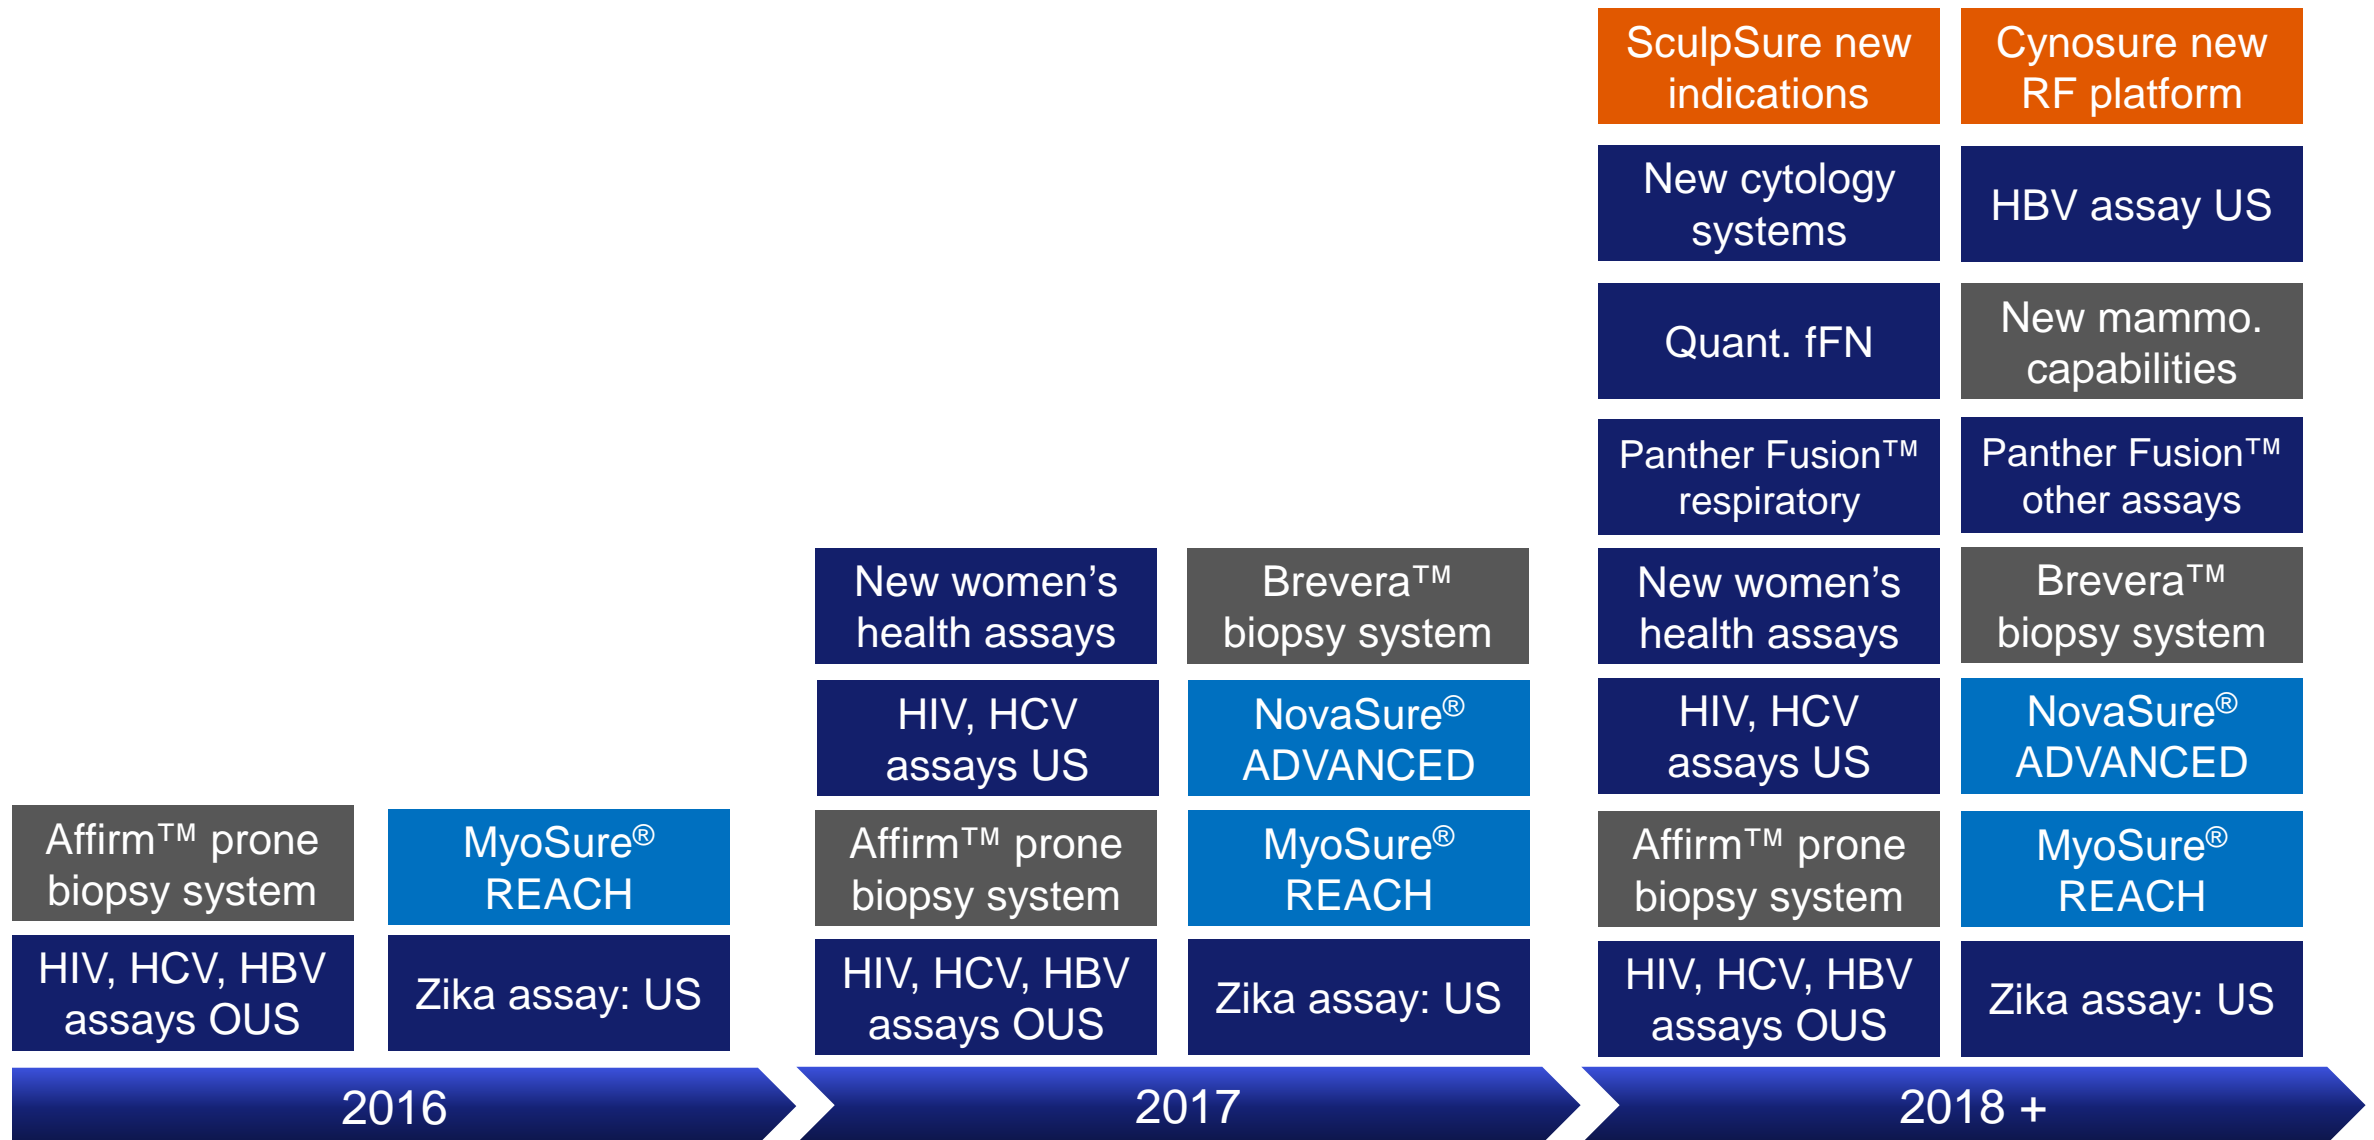 SculpSure new
indications
Cynosure new
RF platform
New cytology
systems
HBV assay US
Quant. fFN
New mammo.
capabilities
Panther Fusion™
respiratory
Panther Fusion™
other assays
New women’s
health assays
Brevera™
biopsy system
New women’s
health assays
Brevera™
biopsy system
HIV, HCV
assays US
NovaSure®
ADVANCED
HIV, HCV
assays US
NovaSure®
ADVANCED
Affirm™ prone
biopsy system
MyoSure®
REACH
Affirm™ prone
biopsy system
MyoSure®
REACH
Affirm™ prone
biopsy system
MyoSure®
REACH
HIV, HCV, HBV
assays OUS
Zika assay: US
HIV, HCV, HBV
assays OUS
Zika assay: US
HIV, HCV, HBV
assays OUS
Zika assay: US
2016
2017
2018 +